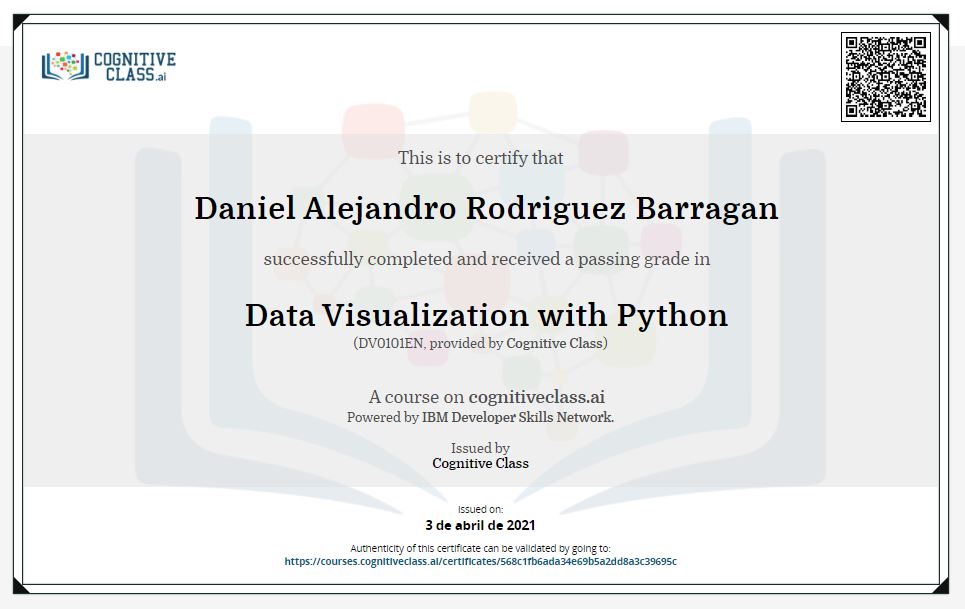 COGNITIVE
CLASS.ai
This is to certify that
Daniel Alejandro Rodriguez Barragan
successfully completed and received a passing grade in
Data Visualization with Python
(DV0101EN, provided by Cognitive Class)
A course on cognitiveclass.ai
Powered by IBM Developer Skills Network.
Issued by
Cognitive Class
Issued on:
3 de abril de 2021
Authenticity of this certificate can be validated by going to:
https://courses.cognitiveclass.ai/certificates/568c1fb6ada34e69b5a2dd8a3c39695c